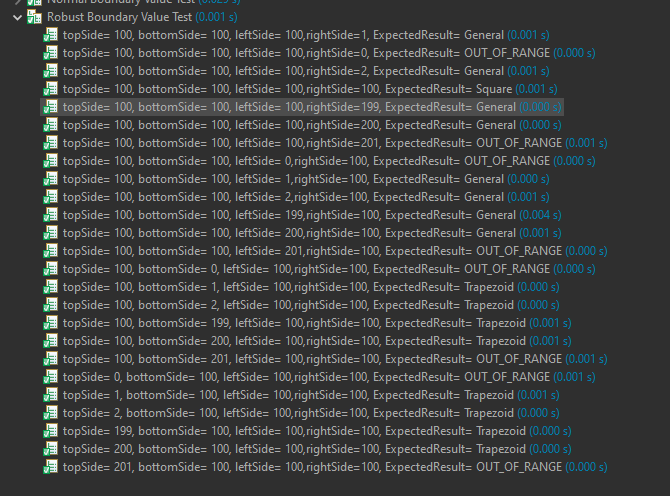 Normal Boundary Value Test (0.029 s)
Robust Boundary Value Test (0.001 s)
topSide= 100, bottomSide= 100, leftSide= 100,rightSide=1, ExpectedResult= General (0.001 s)
topSide= 100, bottomSide= 100, leftSide= 100,rightSide=0, ExpectedResult= OUT_OF_RANGE (0.000 s)
topSide= 100, bottomSide= 100, leftSide= 100,rightSide=2, ExpectedResult= General (0.001 s)
topSide= 100, bottomSide= 100, leftSide= 100,rightSide=100, ExpectedResult= Square (0.001 s)
topSide= 100, bottomSide= 100, leftSide= 100,rightSide=199, ExpectedResult= General (0.000 s)
topSide= 100, bottomSide= 100, leftSide= 100,rightSide=200, ExpectedResult= General (0.000 s)
topSide= 100, bottomSide= 100, leftSide= 100,rightSide=201, ExpectedResult= OUT_OF_RANGE (0.001 s)
topSide= 100, bottomSide= 100, leftSide= 0,rightSide=100, ExpectedResult= OUT_OF_RANGE (0.000 s)
topSide= 100, bottomSide= 100, leftSide= 1,rightSide=100, ExpectedResult= General (0.000 s)
topSide= 100, bottomSide= 100, leftSide= 2,rightSide=100, ExpectedResult= General (0.001 s)
topSide= 100, bottomSide= 100, leftSide= 199,rightSide=100, ExpectedResult= General (0.004 s)
topSide= 100, bottomSide= 100, leftSide= 200,rightSide=100, ExpectedResult= General (0.001 s)
topSide= 100, bottomSide= 100, leftSide= 201,rightSide=100, ExpectedResult= OUT_OF_RANGE (0.000 s)
topSide= 100, bottomSide= 0, leftSide= 100,rightSide=100, ExpectedResult= OUT_OF_RANGE (0.000 s)
topSide= 100, bottomSide= 1, leftSide= 100,rightSide=100, ExpectedResult= Trapezoid (0.000 s)
topSide= 100, bottomSide= 2, leftSide= 100,rightSide=100, ExpectedResult= Trapezoid (0.000 s)
topSide= 100, bottomSide= 199, leftSide= 100,rightSide=100, ExpectedResult= Trapezoid (0.001 s)
topSide= 100, bottomSide= 200, leftSide= 100,rightSide=100, ExpectedResult= Trapezoid (0.001 s)
topSide= 100, bottomSide= 201, leftSide= 100,rightSide=100, ExpectedResult= OUT_OF_RANGE (0.001 s)
topSide= 0, bottomSide= 100, leftSide= 100,rightSide=100, ExpectedResult= OUT_OF_RANGE (0.001 s)
topSide= 1, bottomSide= 100, leftSide= 100,rightSide=100, ExpectedResult= Trapezoid (0.001 s)
topSide= 2, bottomSide= 100, leftSide= 100,rightSide=100, ExpectedResult= Trapezoid (0.000 s)
topSide= 199, bottomSide= 100, leftSide= 100,rightSide=100, ExpectedResult= Trapezoid (0.000 s)
topSide= 200, bottomSide= 100, leftSide= 100,rightSide=100, ExpectedResult= Trapezoid (0.000 s)
topSide= 201, bottomSide= 100, leftSide= 100,rightSide=100, ExpectedResult= OUT_OF_RANGE (0.000 s)